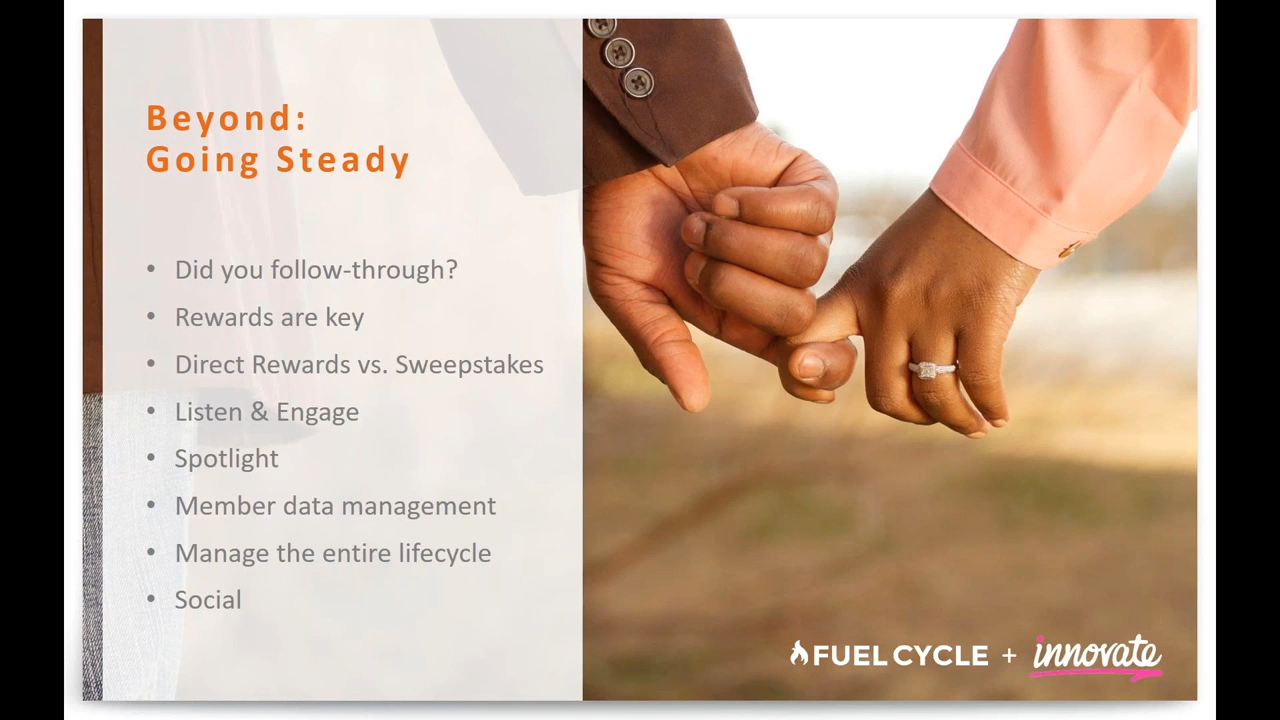 Beyond:
Going Steady
• Did you follow-through?
• Rewards are key
• Direct Rewards vs. Sweepstakes
• Listen & Engage
• Spotlight
• Member data management
• Manage the entire lifecycle
• Social
FUEL CYCLE + innovate